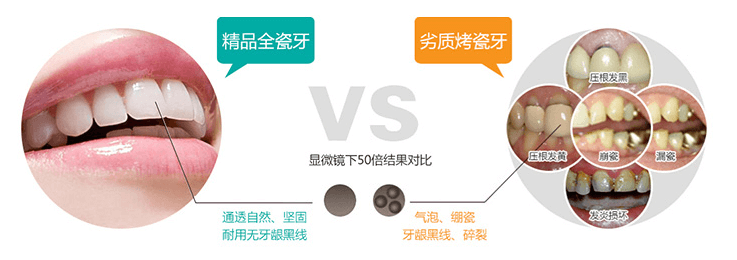 精品全瓷牙
劣质烤瓷牙
VS
显微镜下50倍结果对比
通透自然、坚固
耐用无牙龈黑线
气泡、绷瓷
牙龈黑线、碎裂
压根发黑
压根发黄
崩瓷
漏瓷
发炎损坏